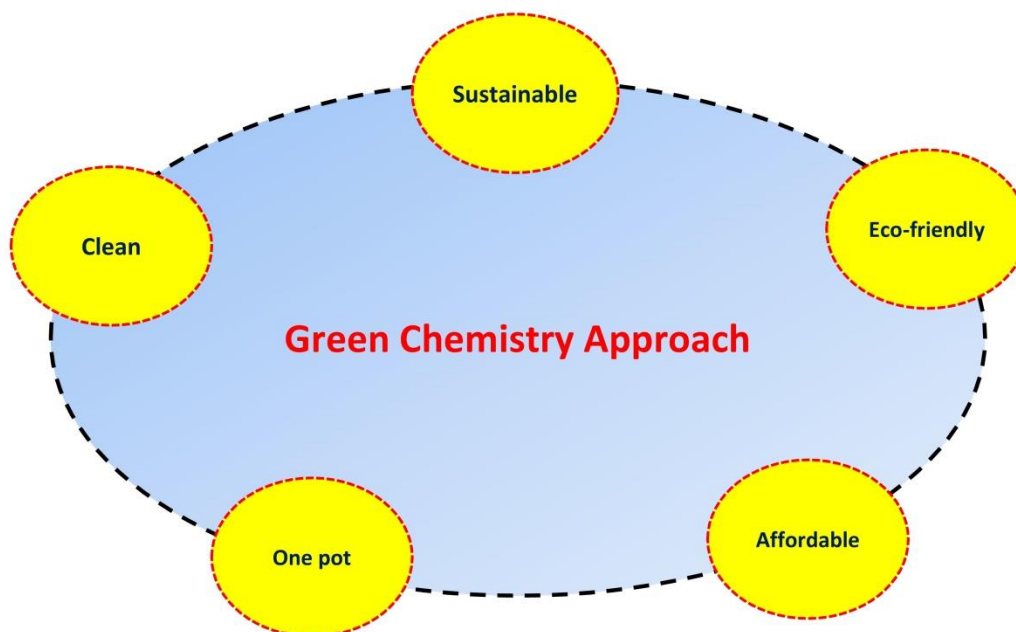 Sustainable
Eco-friendly
Clean
Green Chemistry Approach
Affordable
One pot